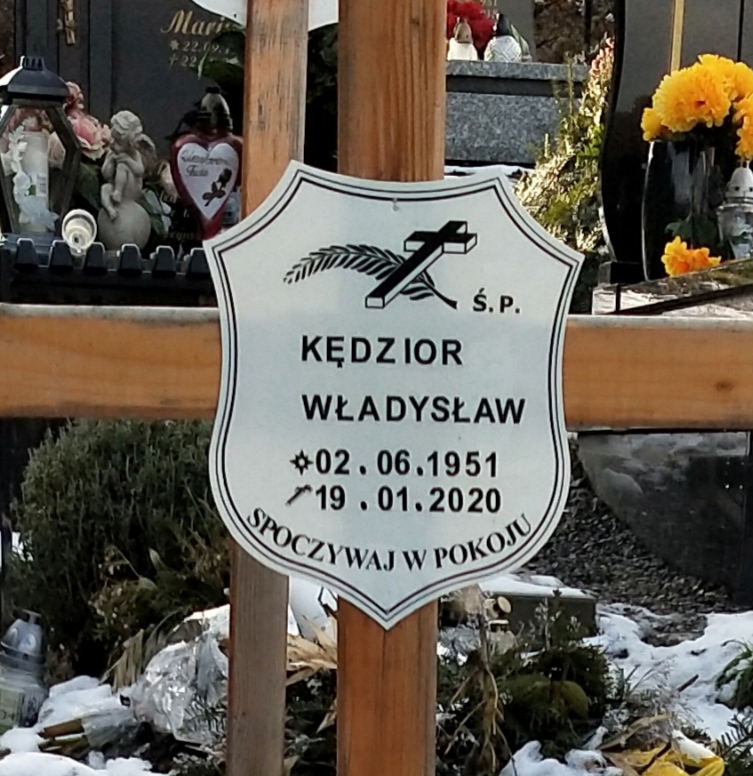 Ś.P.
KĘDZIOR
WŁADYSŁAW
02.06.1951
19.01.2020
SPOCZYWAJ W POKOJU